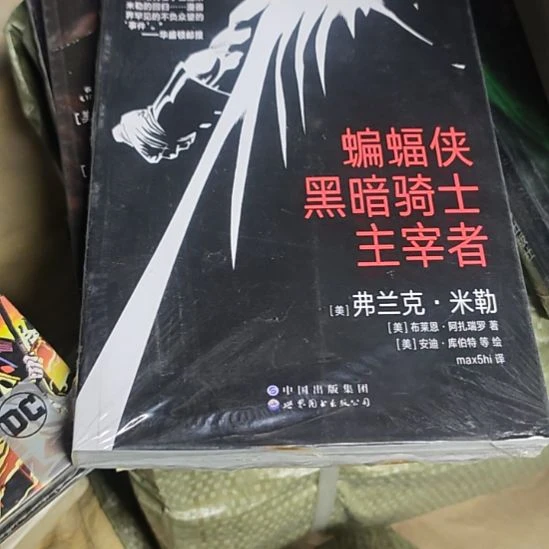 米勒的回归……漫画
界罕见的不负众望的
“事件”。
——华盛顿邮报
蝙蝠侠
黑暗骑士
主宰者
[美] 弗兰克·米勒
[美] 布莱恩·阿扎瑞罗 著
[美] 安迪·库伯特 等 绘
max5hi 译
中国出版集团
世界图书出版公司
DC